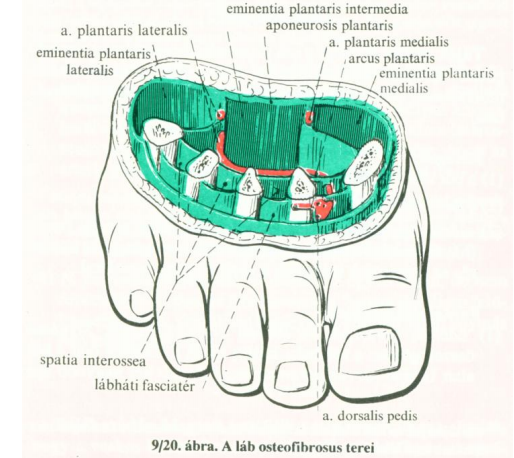 eminentia plantaris intermedia
aponeurosis plantaris
a. plantaris lateralis
a. plantaris medialis
eminentia plantaris
lateralis
arcus plantaris
eminentia plantaris
medialis
spatia interossea
lábháti fasciatér
a. dorsalis pedis
9/20. ábra. A láb osteofibrosus terei